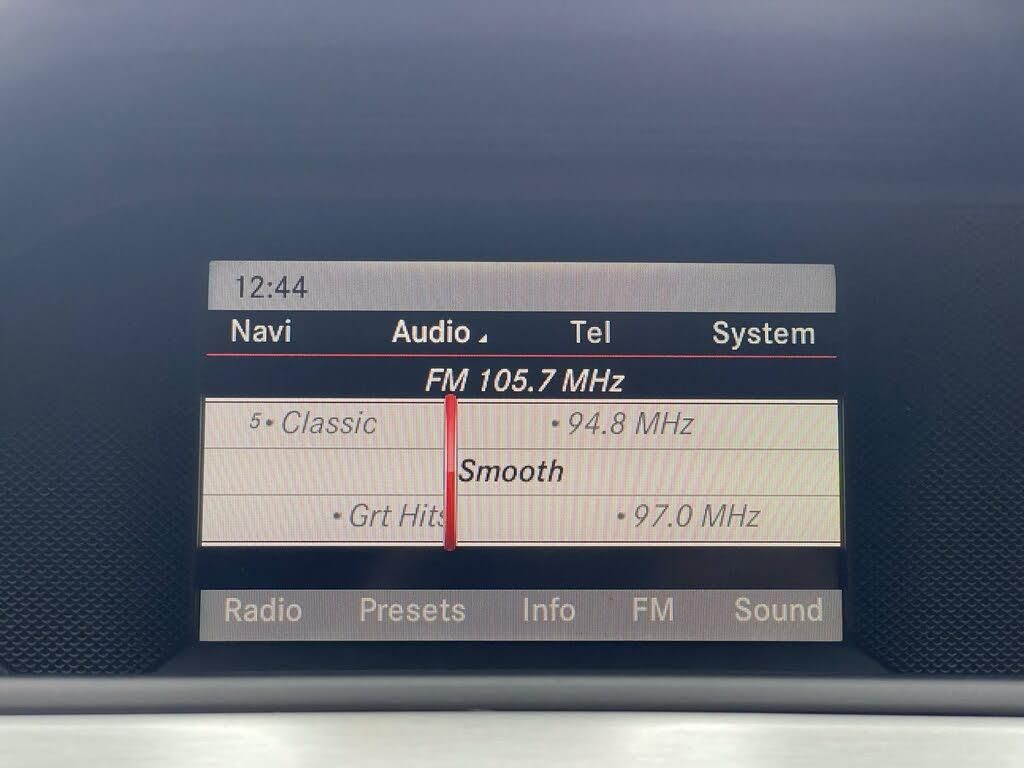 12:44
Navi Audio Tel System
FM 105.7 MHz
5• Classic • 94.8 MHz
Smooth
• Grt Hits • 97.0 MHz
Radio Presets Info FM Sound